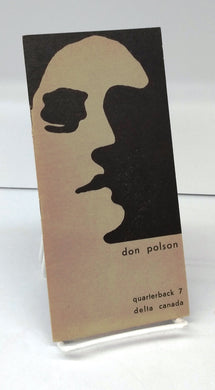 don polson
quarterback 7
delta canada